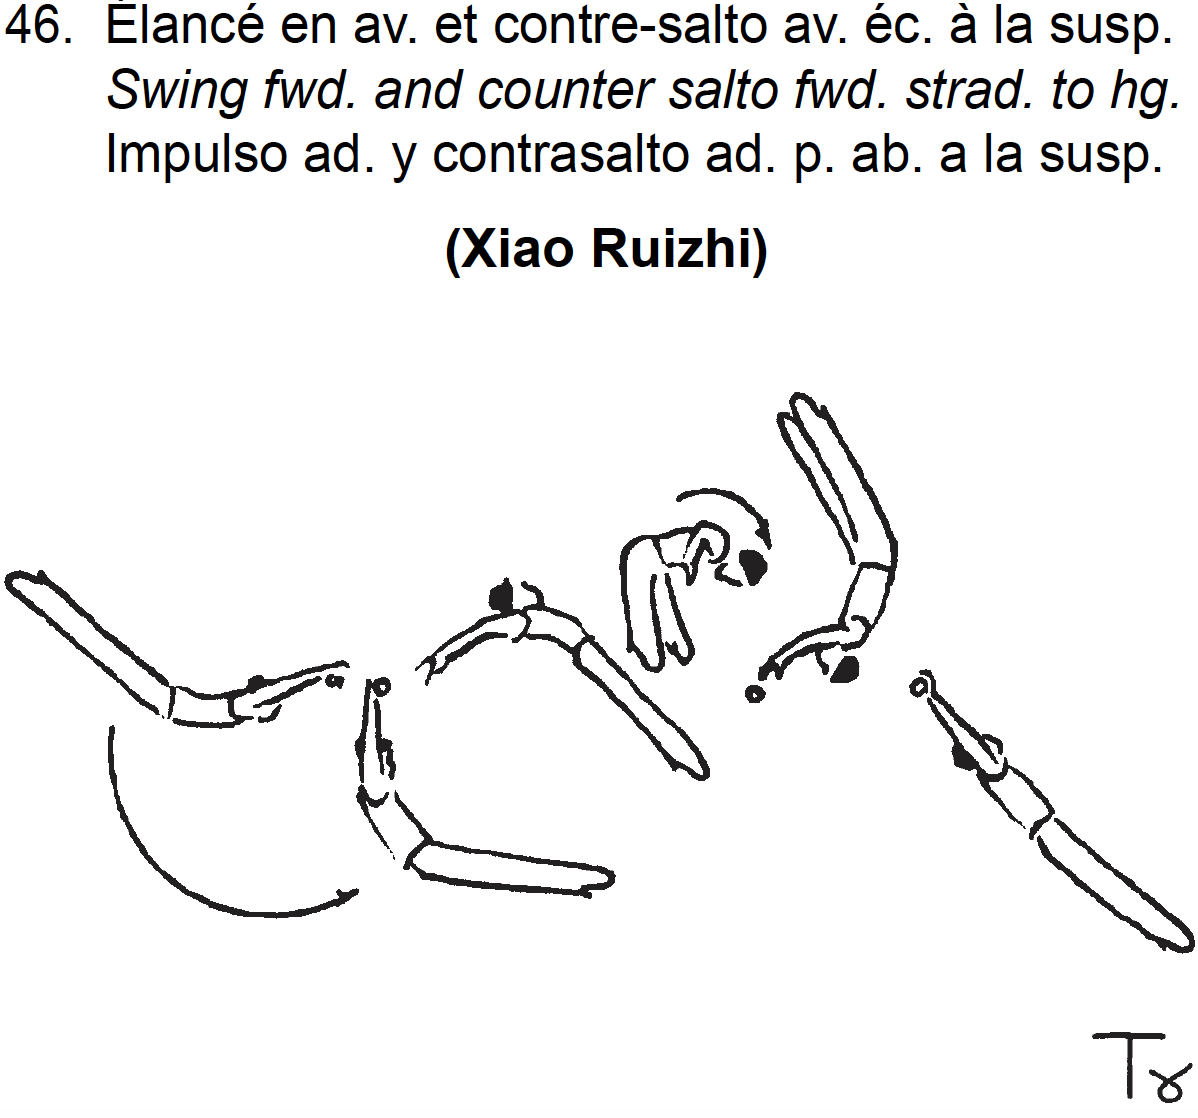 46. Élancé en av. et contre-salto av. éc. à la susp.
Swing fwd. and counter salto fwd. strad. to hg.
Impulso ad. y contrasalto ad. p. ab. a la susp.
(Xiao Ruizhi)